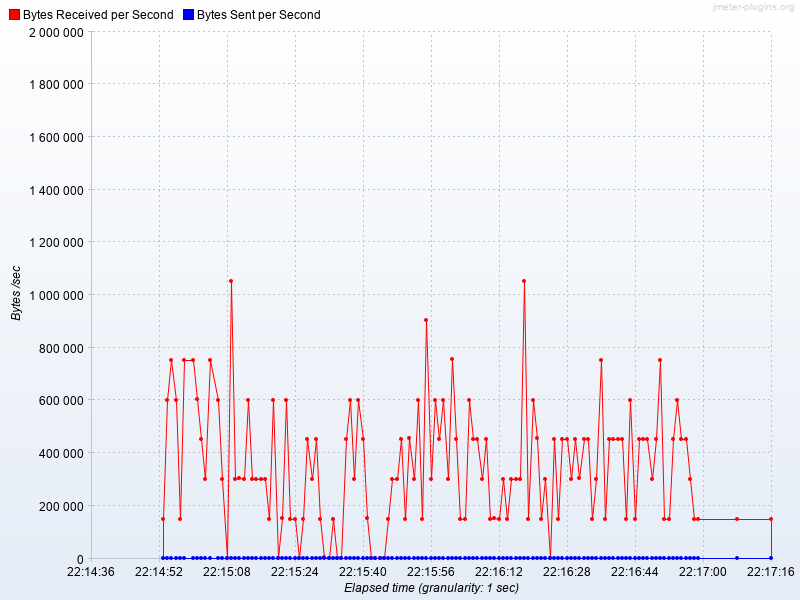 jmeter-plugins.org
Bytes Received per Second Bytes Sent per Second
2 000 000
1 800 000
1 600 000
1 400 000
1 200 000
1 000 000
800 000
600 000
400 000
200 000
0
Bytes /sec
22:14:36 22:14:52 22:15:08 22:15:24 22:15:40 22:15:56 22:16:12 22:16:28 22:16:44 22:17:00 22:17:16
Elapsed time (granularity: 1 sec)